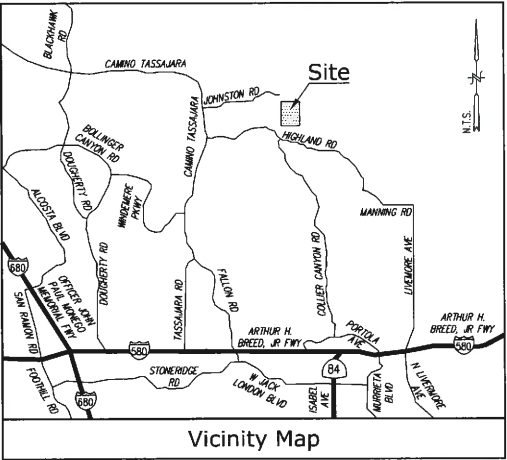 BLACKHAWK
RD
CAMINO TASSAJARA
Site
JOHNSTON RD
N.T.S.
BOLLINGER
CANYON RD
CAMINO TASSAJARA
HIGHLAND RD
DOUGHERTY RD
ALCOSTA BLVD
WINDEMERE
PKWY
MANNING RD
DOUGHERTY RD
COLLIER CANYON RD
LIVERMORE AVE
680
OFFICER JOHN
PAUL MONEGO
MEMORIAL FWY
SAN RAMON RD
TASSAJARA RD
FALLON RD
ARTHUR H.
BREED, JR FWY
PORTOLA
AVE
ARTHUR H.
BREED, JR FWY
580
580
FOOTHILL RD
STONERIDGE
RD
W JACK
LONDON BLVD
84
ISABEL
AVE
MURRIETA
BLVD
N LIVERMORE
AVE
680
Vicinity Map